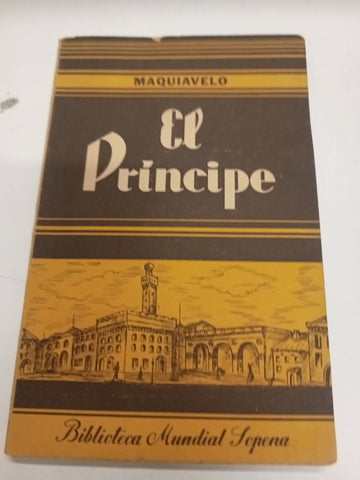 MAQUIAVELO
El
Príncipe
Biblioteca Mundial Sopena